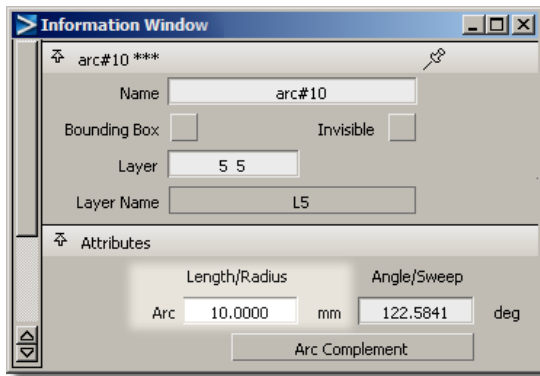 Information Window
arc#10 ***
Name arc#10
Bounding Box Invisible
Layer 5 5
Layer Name L5
Attributes
Length/Radius Angle/Sweep
Arc 10.0000 mm 122.5841 deg
Arc Complement